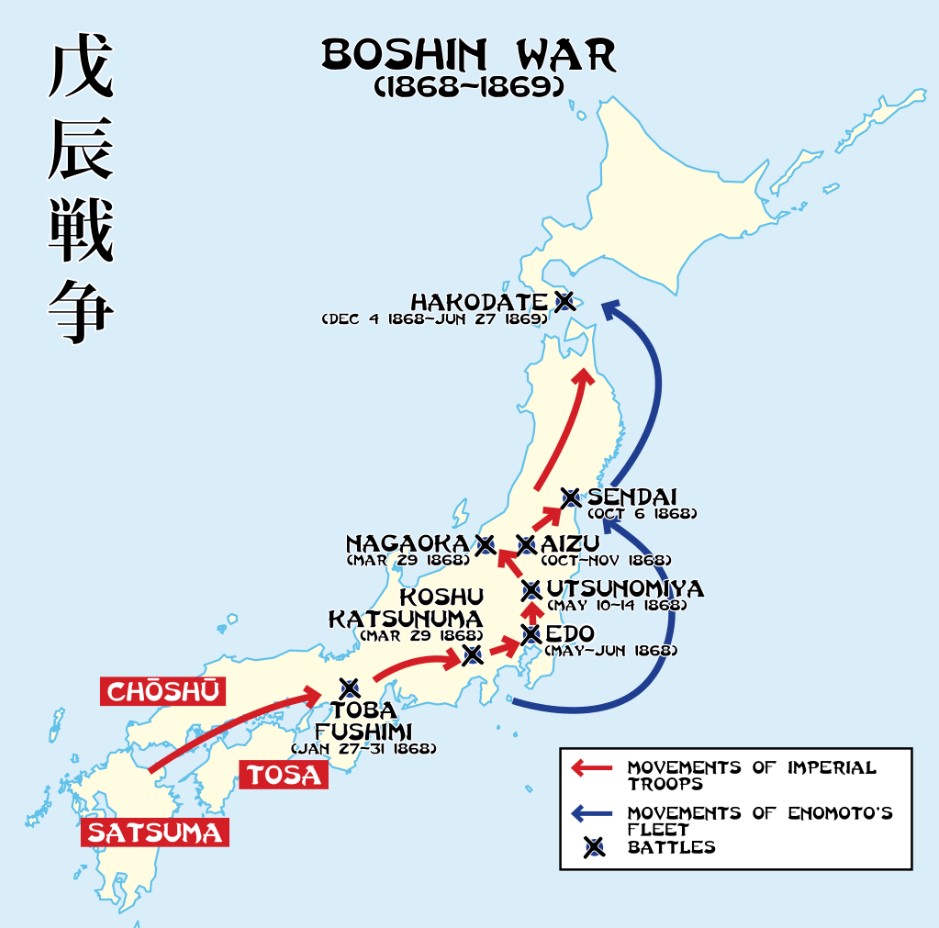 戊辰戦争
BOSHIN WAR
(1868~1869)
HAKODATE
(DEC 4 1868~JUN 27 1869)
SENDAI
(OCT 6 1868)
NAGAOKA
(MAR 29 1868)
AIZU
(OCT~NOV 1868)
KOSHU
KATSUNUMA
(MAR 29 1868)
UTSUNOMIYA
(MAY 10~14 1868)
EDO
(MAY~JUN 1868)
CHŌSHŪ
TOBA
FUSHIMI
(JAN 27~31 1868)
TOSA
SATSUMA
MOVEMENTS OF IMPERIAL
TROOPS
MOVEMENTS OF ENOMOTO'S
FLEET
BATTLES